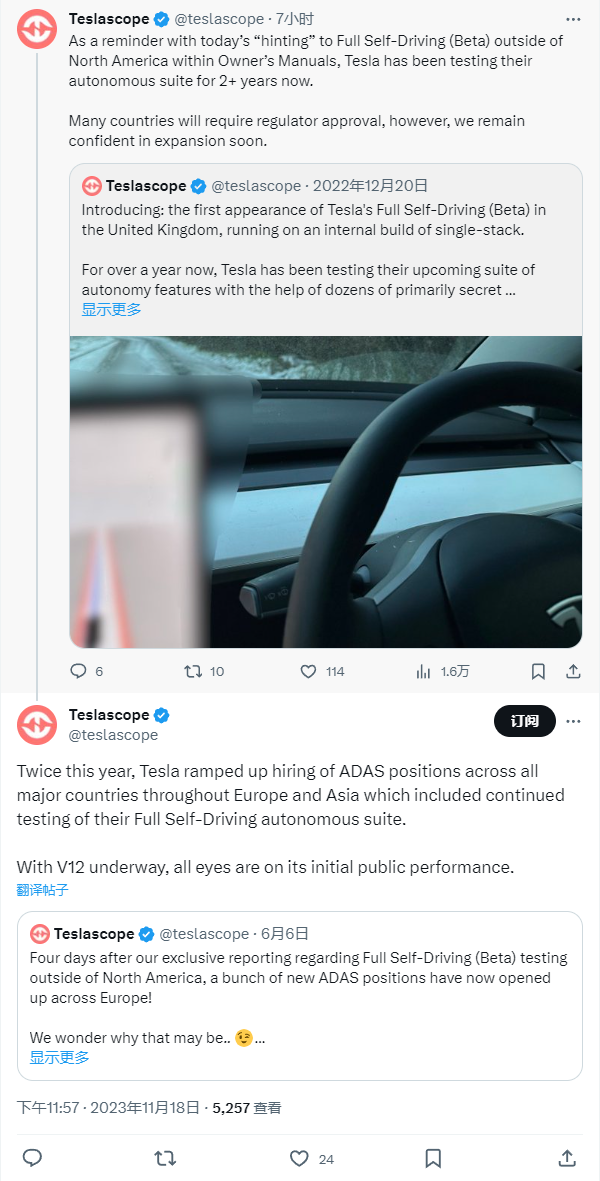 Teslascope @teslascope · 7小时
As a reminder with today’s “hinting” to Full Self-Driving (Beta) outside of
North America within Owner’s Manuals, Tesla has been testing their
autonomous suite for 2+ years now.
Many countries will require regulator approval, however, we remain
confident in expansion soon.
Teslascope @teslascope · 2022年12月20日
Introducing: the first appearance of Tesla's Full Self-Driving (Beta) in
the United Kingdom, running on an internal build of single-stack.
For over a year now, Tesla has been testing their upcoming suite of
autonomy features with the help of dozens of primarily secret ...
显示更多
6 10 114 1.6万
Teslascope
@teslascope
订阅
Twice this year, Tesla ramped up hiring of ADAS positions across all
major countries throughout Europe and Asia which included continued
testing of their Full Self-Driving autonomous suite.
With V12 underway, all eyes are on its initial public performance.
翻译帖子
Teslascope @teslascope · 6月6日
Four days after our exclusive reporting regarding Full Self-Driving (Beta) testing
outside of North America, a bunch of new ADAS positions have now opened
up across Europe!
We wonder why that may be.. 😉...
显示更多
下午11:57 · 2023年11月18日 · 5,257 查看
24